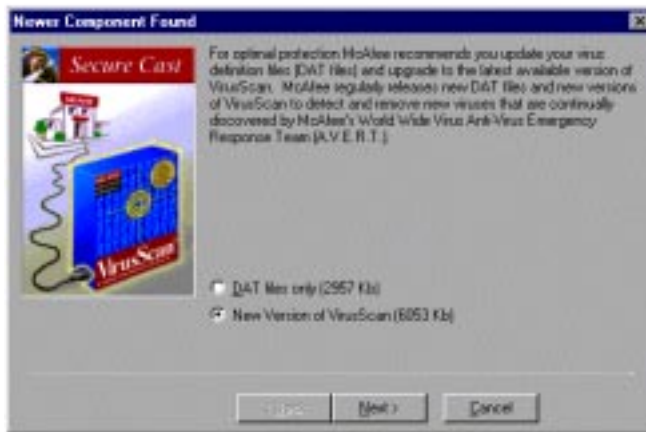 Newer Component Found
Secure Cast
For optimal protection McAfee recommends you update your virus
definition files (DAT files) and upgrade to the latest available version of
VirusScan. McAfee regularly releases new DAT files and new versions
of VirusScan to detect and remove new viruses that are continually
discovered by McAfee's World Wide Virus Anti-Virus Emergency
Response Team (A.V.E.R.T.)
VirusScan
DAT files only (2957 Kb)
New Version of VirusScan (6053 Kb)
Next >
Cancel